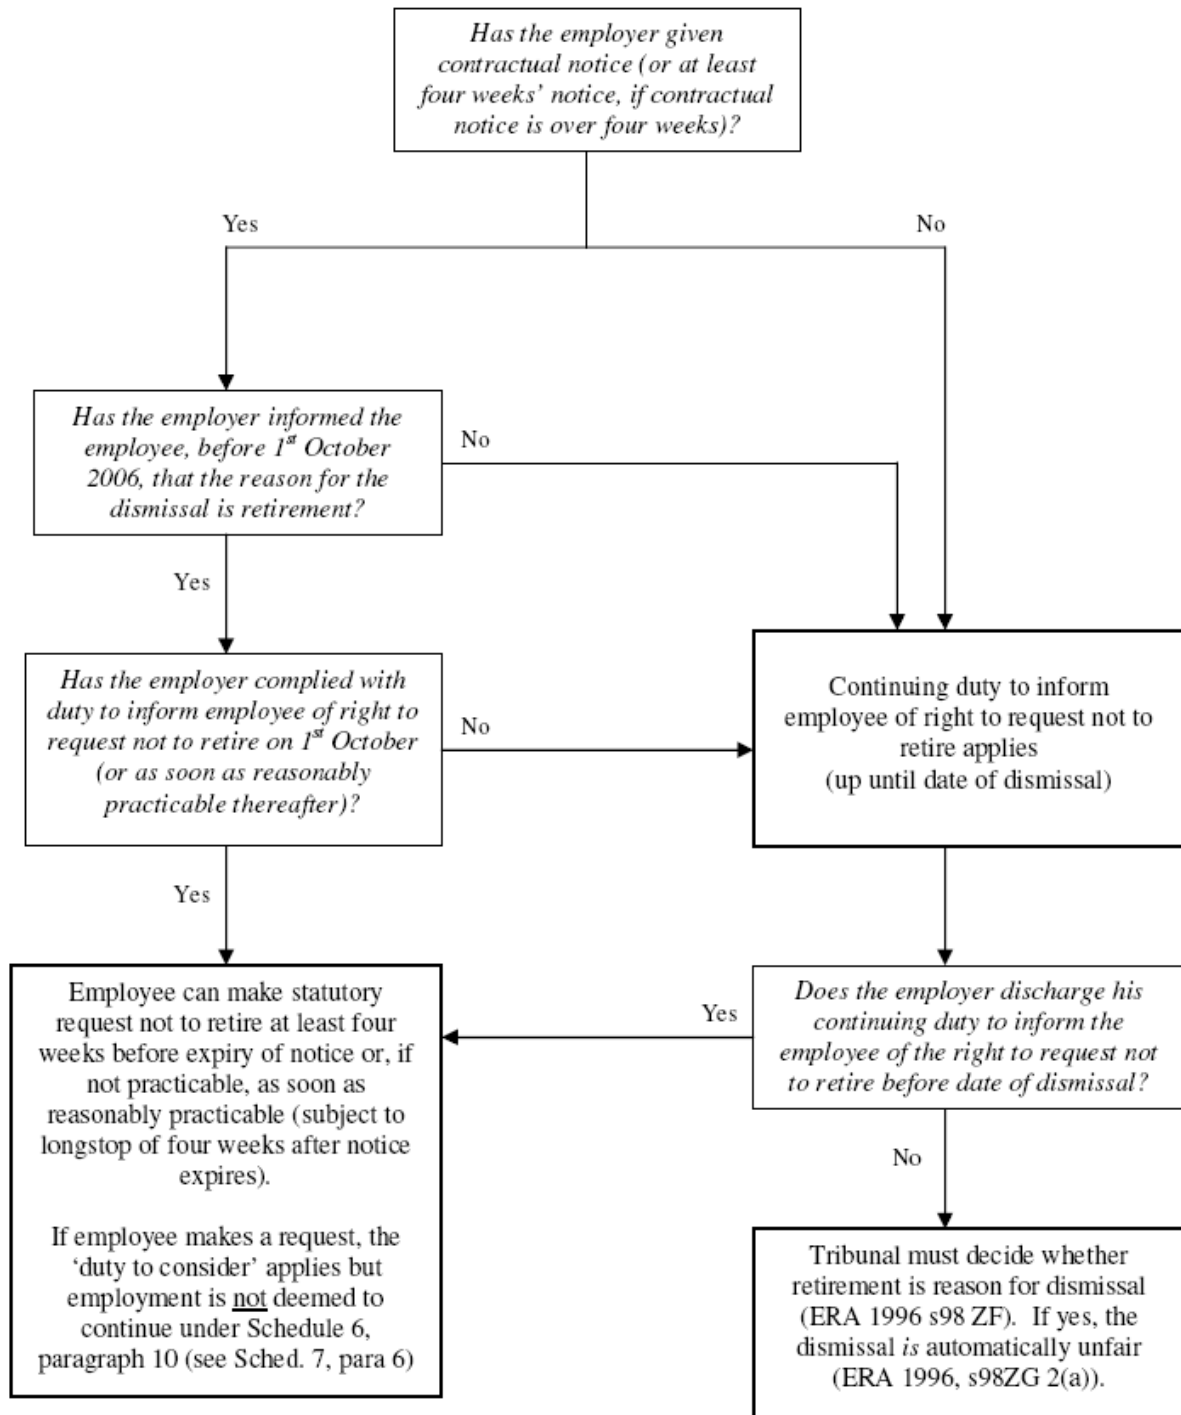 Has the employer given
contractual notice (or at least
four weeks' notice, if contractual
notice is over four weeks)?
Yes
No
Has the employer informed the
employee, before 1st October
2006, that the reason for the
dismissal is retirement?
No
Yes
Has the employer complied with
duty to inform employee of right to
request not to retire on 1st October
(or as soon as reasonably
practicable thereafter)?
No
Continuing duty to inform
employee of right to request not to
retire applies
(up until date of dismissal)
Yes
Employee can make statutory
request not to retire at least four
weeks before expiry of notice or, if
not practicable, as soon as
reasonably practicable (subject to
longstop of four weeks after notice
expires).
If employee makes a request, the
‘duty to consider’ applies but
employment is not deemed to
continue under Schedule 6,
paragraph 10 (see Sched. 7, para 6)
Yes
Does the employer discharge his
continuing duty to inform the
employee of the right to request not
to retire before date of dismissal?
No
Tribunal must decide whether
retirement is reason for dismissal
(ERA 1996 s98 ZF).  If yes, the
dismissal is automatically unfair
(ERA 1996, s98ZG 2(a)).